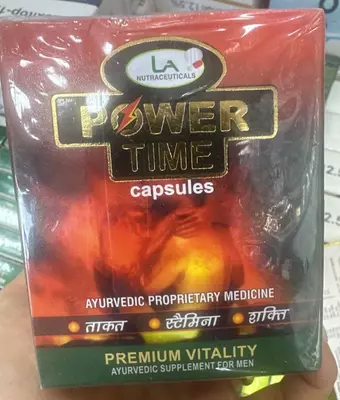 LA
NUTRACEUTICALS
POWER
TIME
capsules
AYURVEDIC PROPRIETARY MEDICINE
• ताकत • स्टैमिना • शक्ति
PREMIUM VITALITY
AYURVEDIC SUPPLEMENT FOR MEN